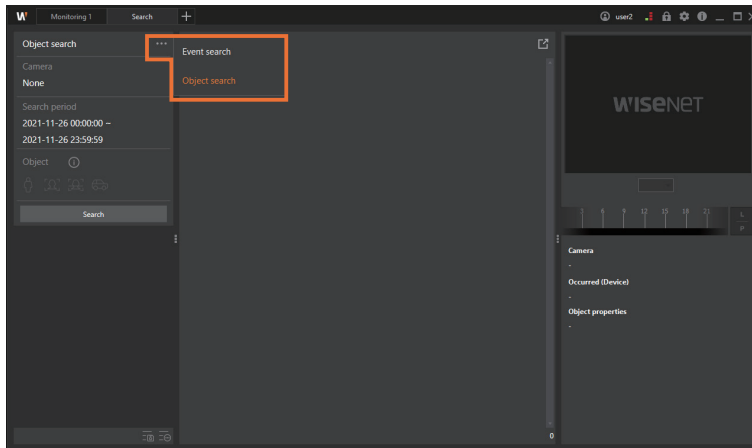 W Monitoring 1 Search + user2
Object search ...
Event search
Object search
Camera
None
Search period
2021-11-26 00:00:00 ~
2021-11-26 23:59:59
Object
Search
0
WISENET
3 6 9 12 15 18 21
L
P
Camera
-
Occurred (Device)
-
Object properties
-